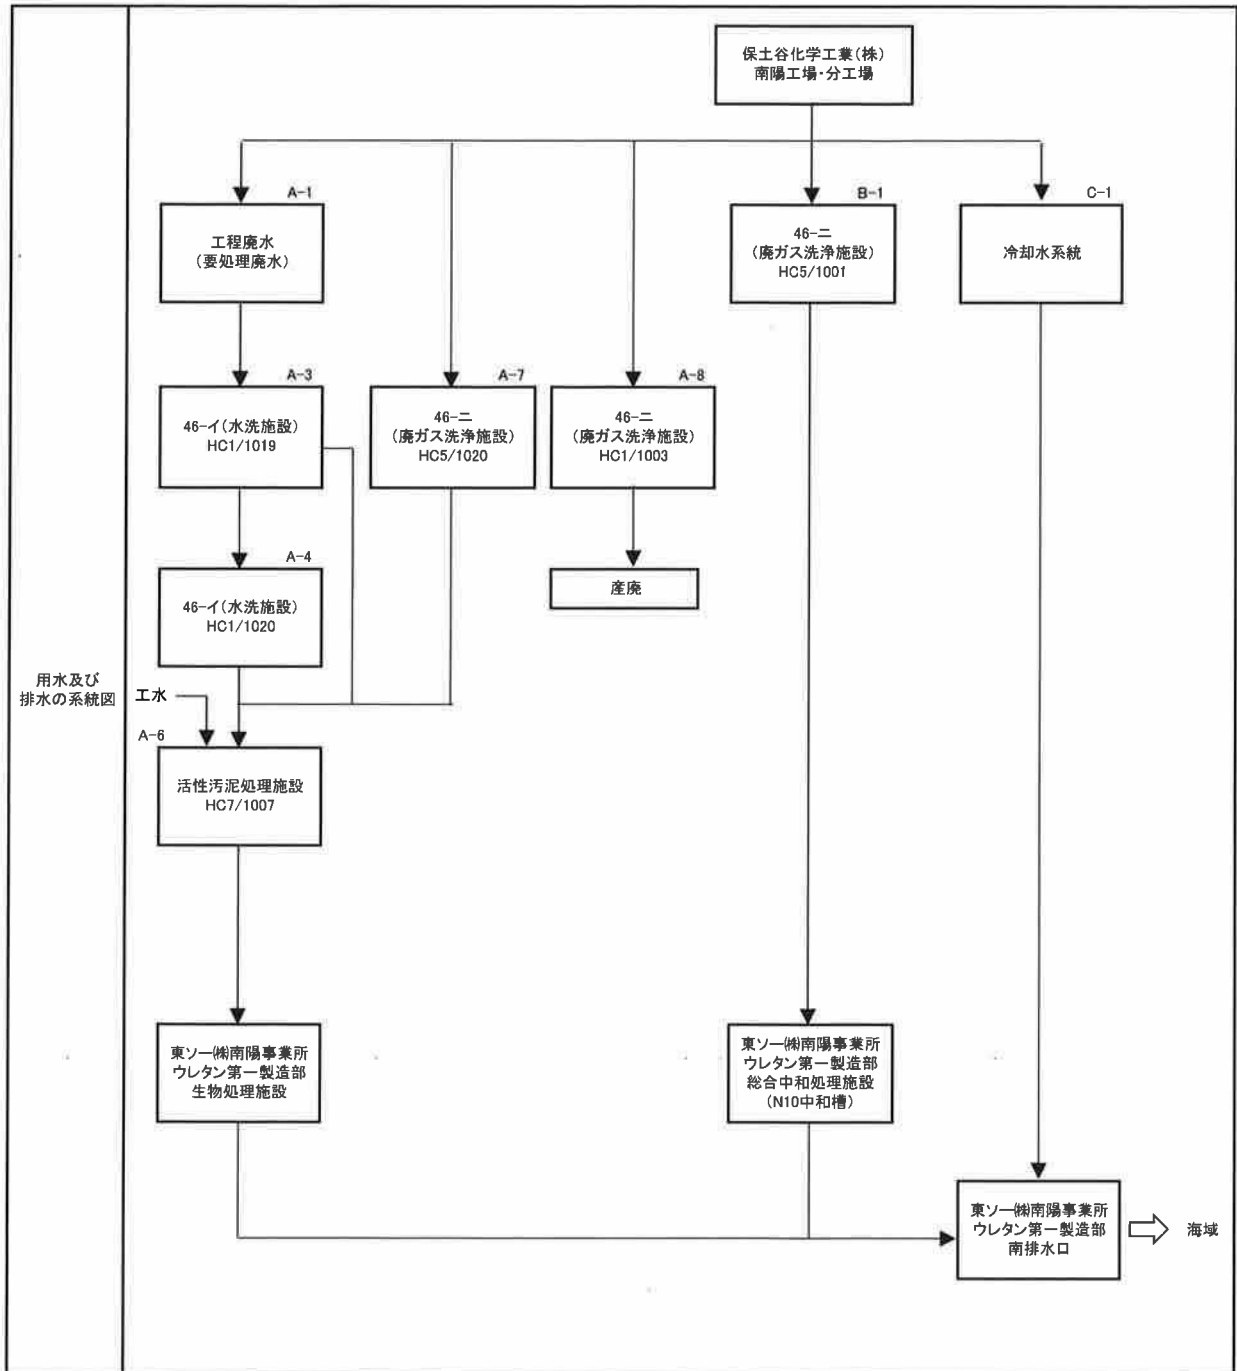 保土谷化学工業(株)
南陽工場・分工場
A-1
工程廃水
(要処理廃水)
B-1
46-ニ
(廃ガス洗浄施設)
HC5/1001
C-1
冷却水系統
A-3
46-イ(水洗施設)
HC1/1019
A-7
46-ニ
(廃ガス洗浄施設)
HC5/1020
A-8
46-ニ
(廃ガス洗浄施設)
HC1/1003
A-4
46-イ(水洗施設)
HC1/1020
産廃
用水及び
排水の系統図
工水
A-6
活性汚泥処理施設
HC7/1007
東ソー㈱南陽事業所
ウレタン第一製造部
生物処理施設
東ソー㈱南陽事業所
ウレタン第一製造部
総合中和処理施設
(N10中和槽)
東ソー㈱南陽事業所
ウレタン第一製造部
南排水口
海域